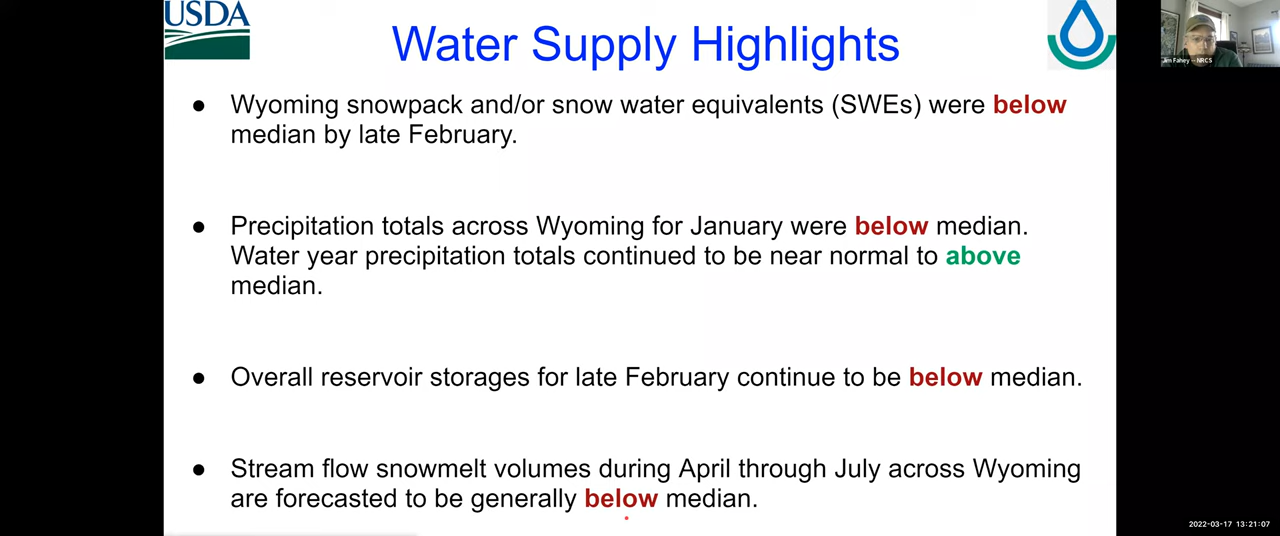 USDA
Water Supply Highlights
Jim Fahey -- NRCS
● Wyoming snowpack and/or snow water equivalents (SWEs) were below
median by late February.
● Precipitation totals across Wyoming for January were below median.
Water year precipitation totals continued to be near normal to above
median.
● Overall reservoir storages for late February continue to be below median.
● Stream flow snowmelt volumes during April through July across Wyoming
are forecasted to be generally below median.
2022-03-17 13:21:07